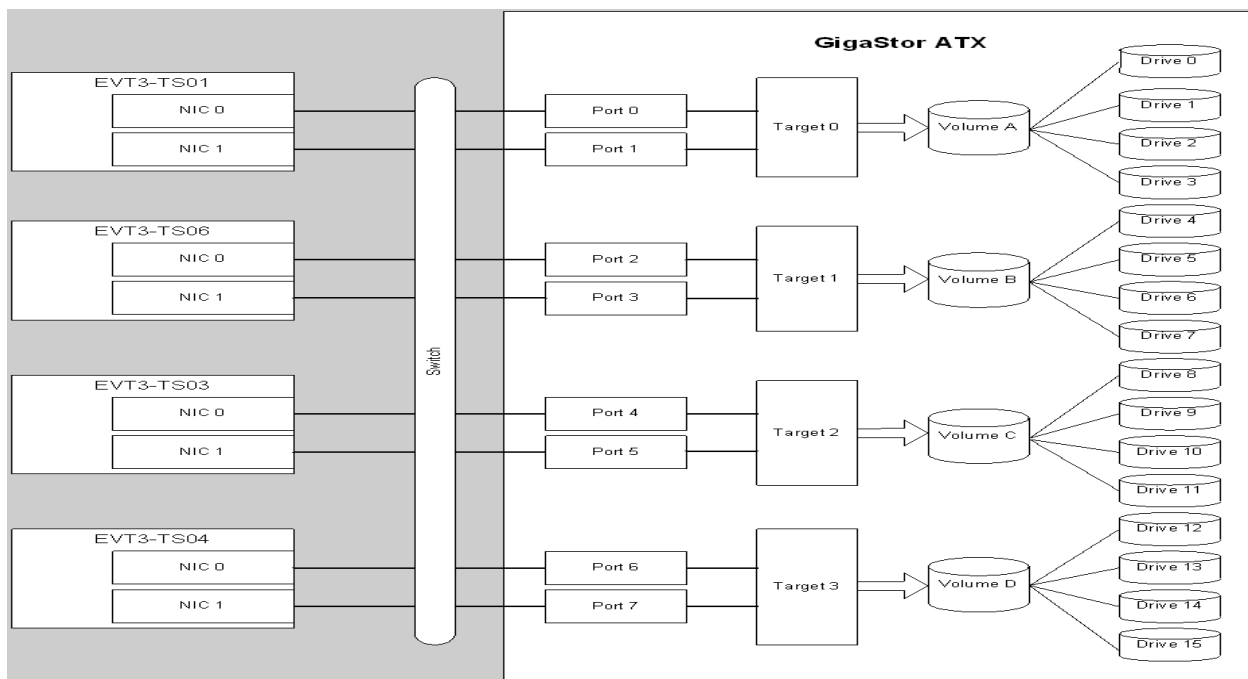 GigaStor ATX
EVT3-TS01
NIC 0
NIC 1
EVT3-TS06
NIC 0
NIC 1
EVT3-TS03
NIC 0
NIC 1
EVT3-TS04
NIC 0
NIC 1
Switch
Port 0
Port 1
Port 2
Port 3
Port 4
Port 5
Port 6
Port 7
Target 0
Target 1
Target 2
Target 3
Volume A
Volume B
Volume C
Volume D
Drive 0
Drive 1
Drive 2
Drive 3
Drive 4
Drive 5
Drive 6
Drive 7
Drive 8
Drive 9
Drive 10
Drive 11
Drive 12
Drive 13
Drive 14
Drive 15